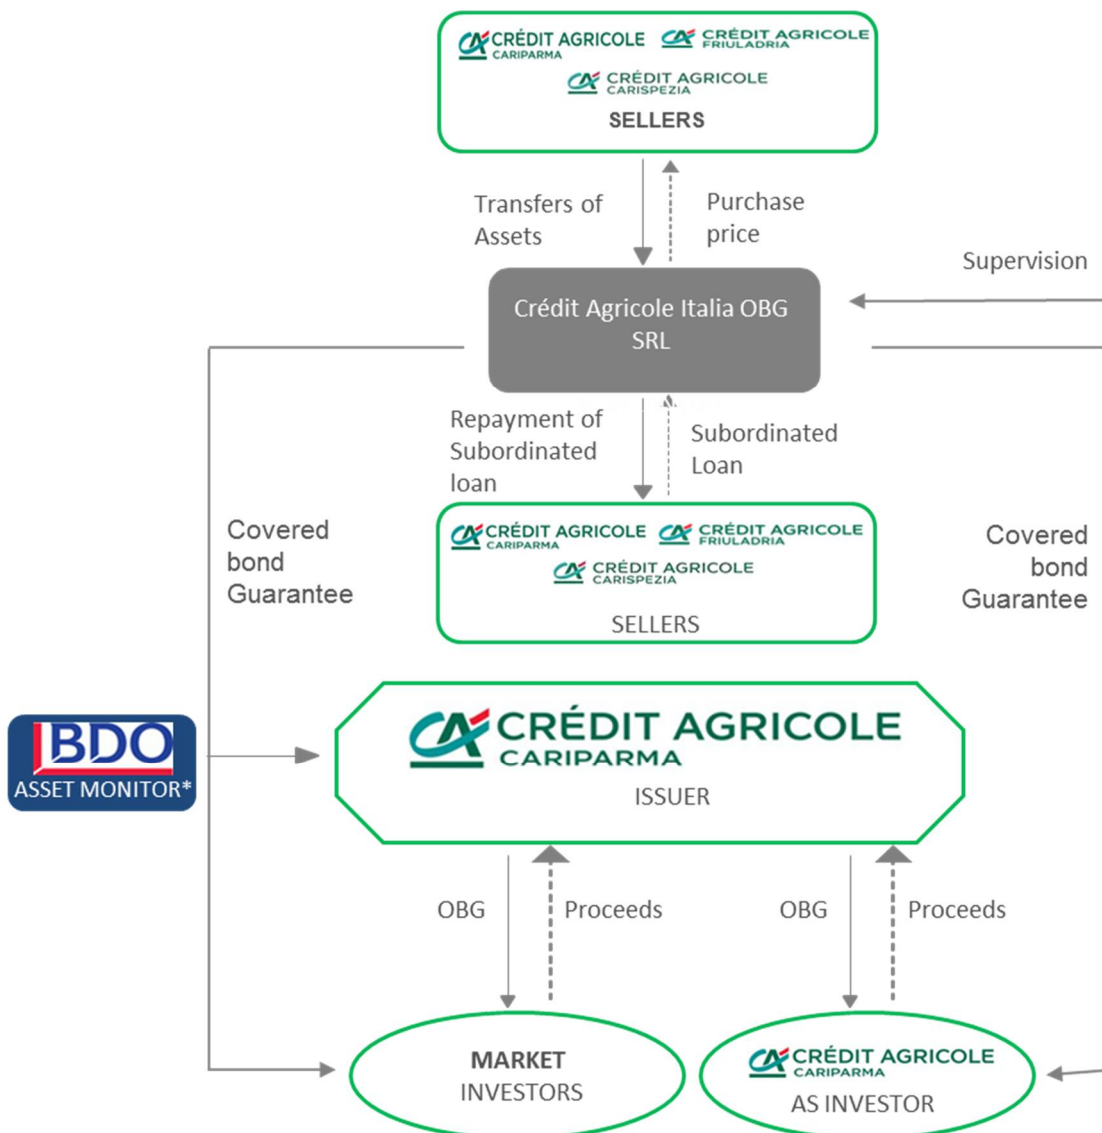 CRÉDIT AGRICOLE
CARIPARMA
CRÉDIT AGRICOLE
FRIULADRIA
CRÉDIT AGRICOLE
CARISPEZIA
SELLERS
Transfers of
Assets
Purchase
price
Supervision
Crédit Agricole Italia OBG
SRL
Repayment of
Subordinated
loan
Subordinated
Loan
Covered
bond
Guarantee
CRÉDIT AGRICOLE
CARIPARMA
CRÉDIT AGRICOLE
FRIULADRIA
CRÉDIT AGRICOLE
CARISPEZIA
SELLERS
Covered
bond
Guarantee
BDO
ASSET MONITOR*
CRÉDIT AGRICOLE
CARIPARMA
ISSUER
OBG
Proceeds
OBG
Proceeds
MARKET
INVESTORS
CRÉDIT AGRICOLE
CARIPARMA
AS INVESTOR